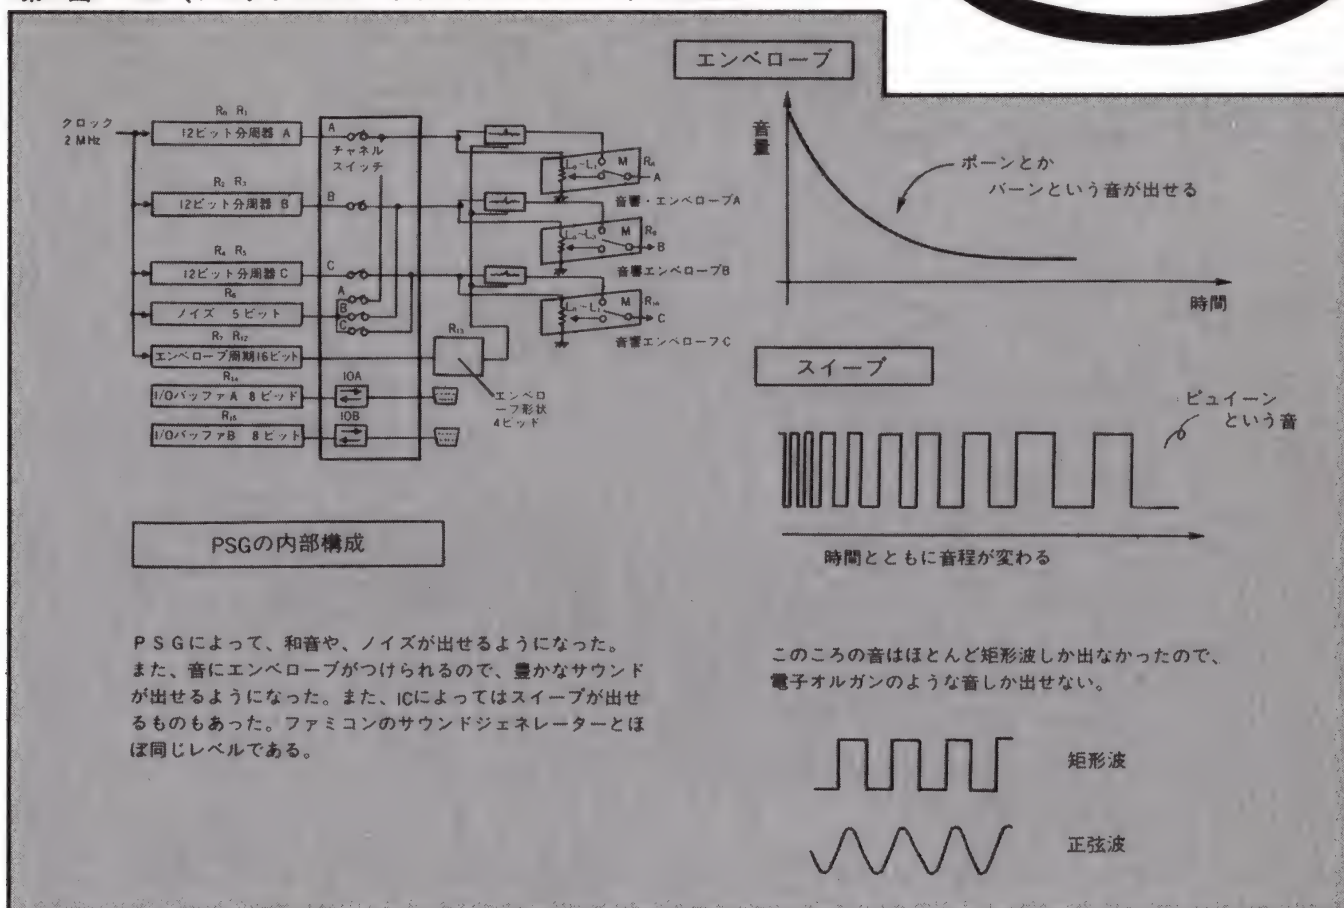 エンベロープ
クロック
2 MHz
R₀ R₁
12ビット分周器 A
R₂ R₃
12ビット分周器 B
R₄ R₅
12ビット分周器 C
R₆
ノイズ 5ビット
R₇ R₁₂
エンベロープ周期16ビット
R₁₄
I/Oバッファ A 8ビッド
R₁₅
I/OバッファB 8ビット
A
チャネル
スイッチ
B
C
A
B
C
IOA
IOB
R₁₃
エンベロ
ープ形状
4ビッド
M
A
音響・エンベロープA
M
B
音響エンベロープB
M
R₁₀
C
音響エンベロープC
PSGの内部構成
PSGによって、和音や、ノイズが出せるようになった。
また、音にエンベロープがつけられるので、豊かなサウンド
が出せるようになった。また、ICによってはスイープが出せ
るものもあった。ファミコンのサウンドジェネレーターとほ
ぼ同じレベルである。
音量
ポーンとか
バーンという音が出せる
時間
スイープ
ピュイーン
という音
時間とともに音程が変わる
このころの音はほとんど矩形波しか出なかったので、
電子オルガンのような音しか出せない。
矩形波
正弦波